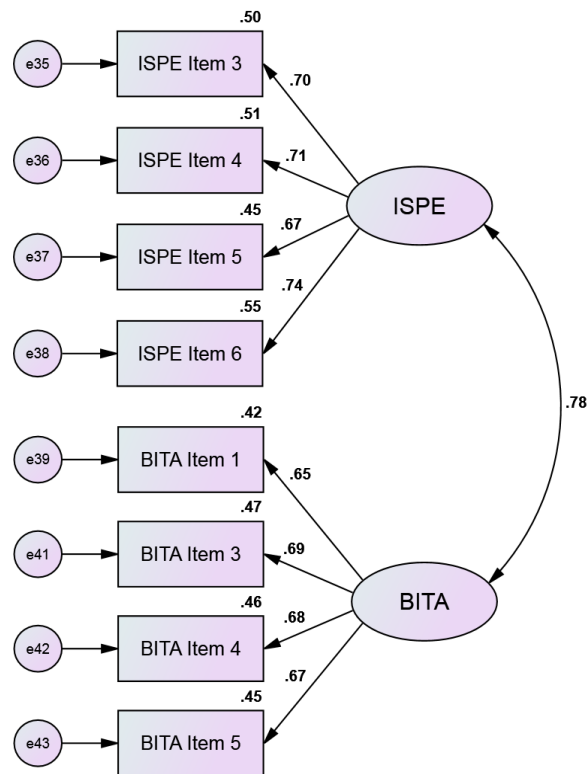 .50
e35 ISPE Item 3
.70
.51
e36 ISPE Item 4
.71
ISPE
.45
e37 ISPE Item 5
.67
.74
.55
e38 ISPE Item 6
.78
.42
e39 BITA Item 1
.65
.47
e41 BITA Item 3
.69
BITA
.46
e42 BITA Item 4
.68
.67
.45
e43 BITA Item 5